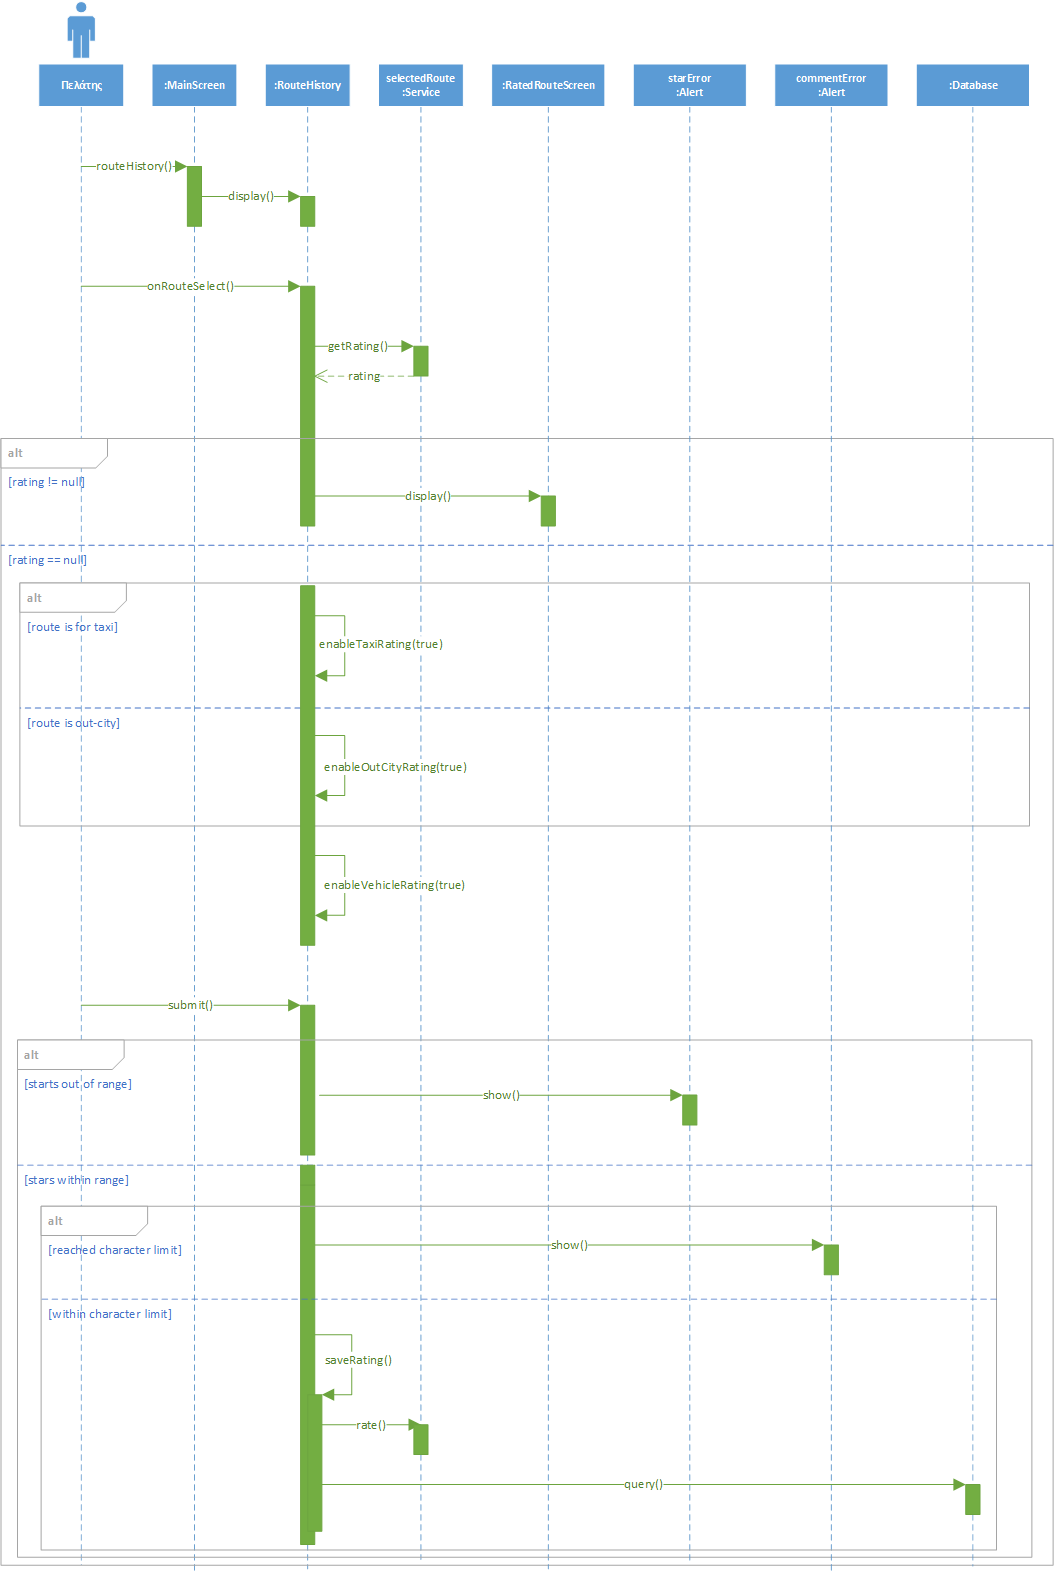 Πελάτης
:MainScreen
:RouteHistory
selectedRoute
:Service
:RatedRouteScreen
starError
:Alert
commentError
:Alert
:Database
routeHistory()
display()
onRouteSelect()
getRating()
rating
alt
[rating != null]
display()
[rating == null]
alt
[route is for taxi]
enableTaxiRating(true)
[route is out-city]
enableOutCityRating(true)
enableVehicleRating(true)
submit()
alt
[starts out of range]
show()
[stars within range]
alt
[reached character limit]
show()
[within character limit]
saveRating()
rate()
query()